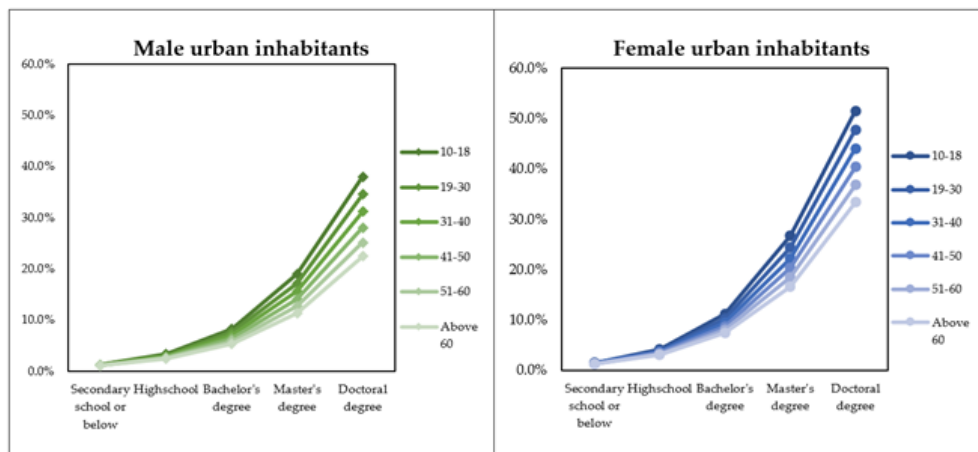 Male urban inhabitants
60.0%
50.0%
40.0%
30.0%
20.0%
10.0%
0.0%
Secondary Highschool Bachelor's Master's Doctoral
school or degree degree degree
below
10-18
19-30
31-40
41-50
51-60
Above
60
Female urban inhabitants
60.0%
50.0%
40.0%
30.0%
20.0%
10.0%
0.0%
Secondary Highschool Bachelor's Master's Doctoral
school or degree degree degree
below
10-18
19-30
31-40
41-50
51-60
Above
60